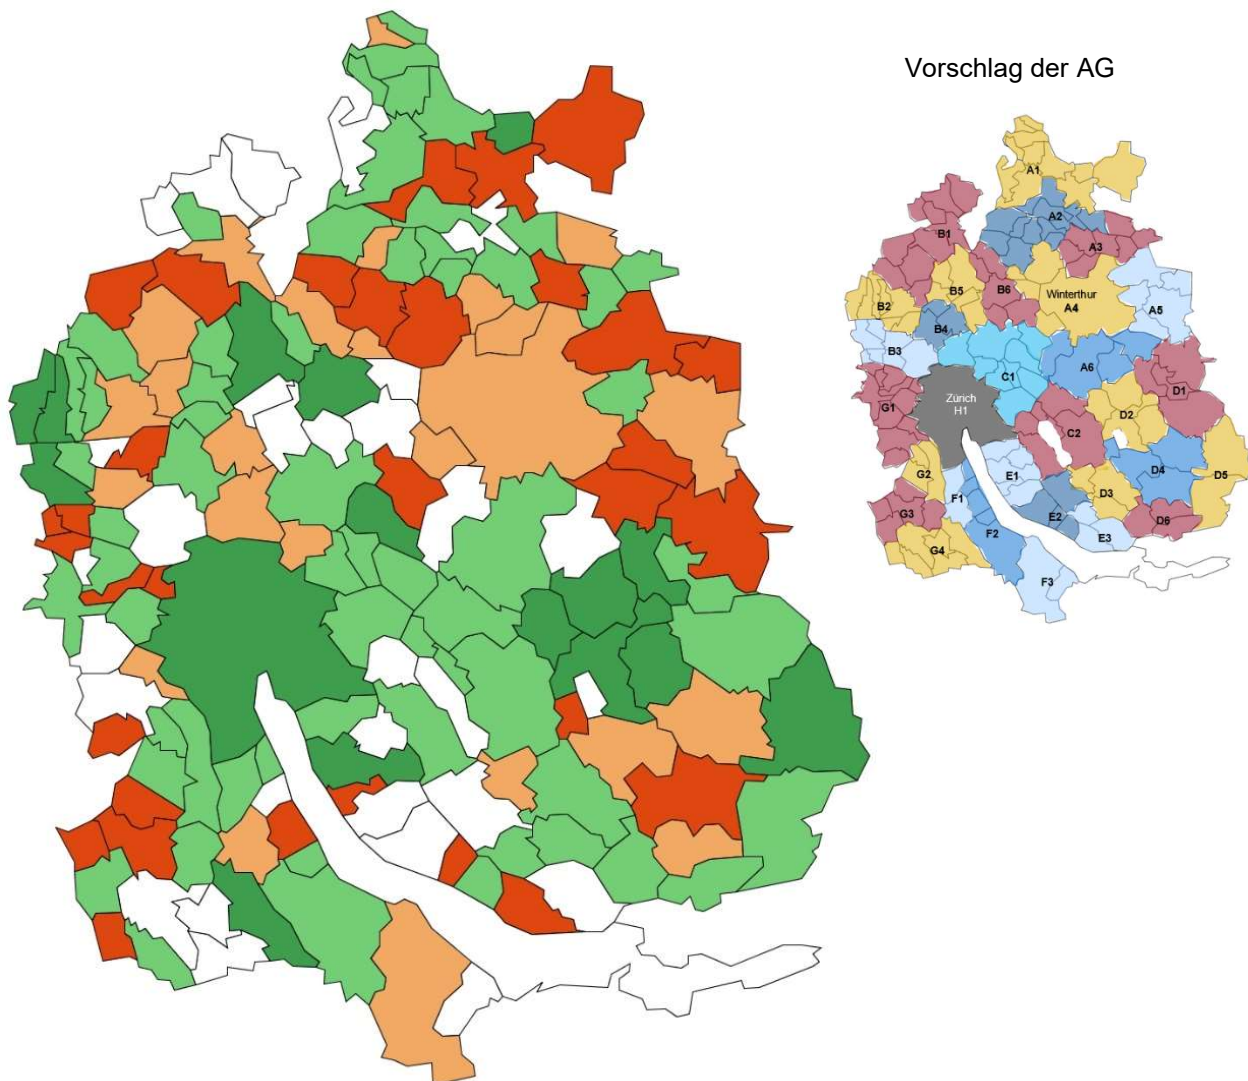 Vorschlag der AG
A1
A2
B1
A3
B5
B6
Winterthur
A4
B2
A5
B4
B3
A6
C1
D1
Zürich
H1
G1
D2
C2
D4
G2
E1
D5
F1
D3
G3
E2
D6
F2
E3
G4
F3